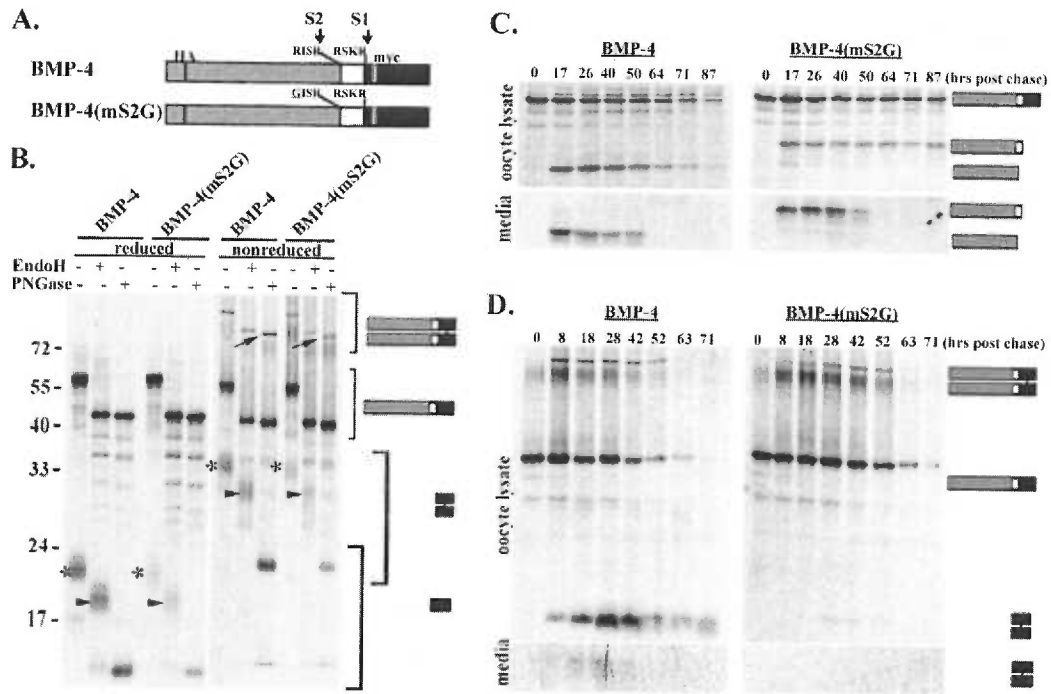 A.
S2 S1
RISH RSKR
myc
BMP-4
GISH RSKR
BMP-4(mS2G)
B.
BMP-4 BMP-4(mS2G) BMP-4 BMP-4(mS2G)
reduced nonreduced
EndoH - + - - + - - + - - + -
PNGase - - + - - + - - + - - +
72 -
55 -
40 -
33 -
24 -
17 -
* * * *
C.
BMP-4 BMP-4(mS2G)
0 17 26 40 50 64 71 87 0 17 26 40 50 64 71 87 (hrs post chase)
oocyte lysate
media
D.
BMP-4 BMP-4(mS2G)
0 8 18 28 42 52 63 71 0 8 18 28 42 52 63 71 (hrs post chase)
oocyte lysate
media